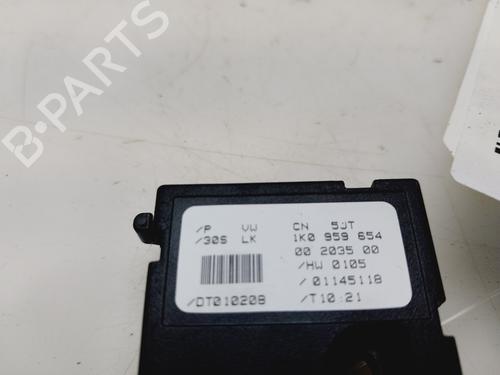 B-PARTS
/P VW CN 5JT
/30S LK 1K0 959 654
00 2035 00
/HW 0105
/ 01145118
/DT010208 /T10:21